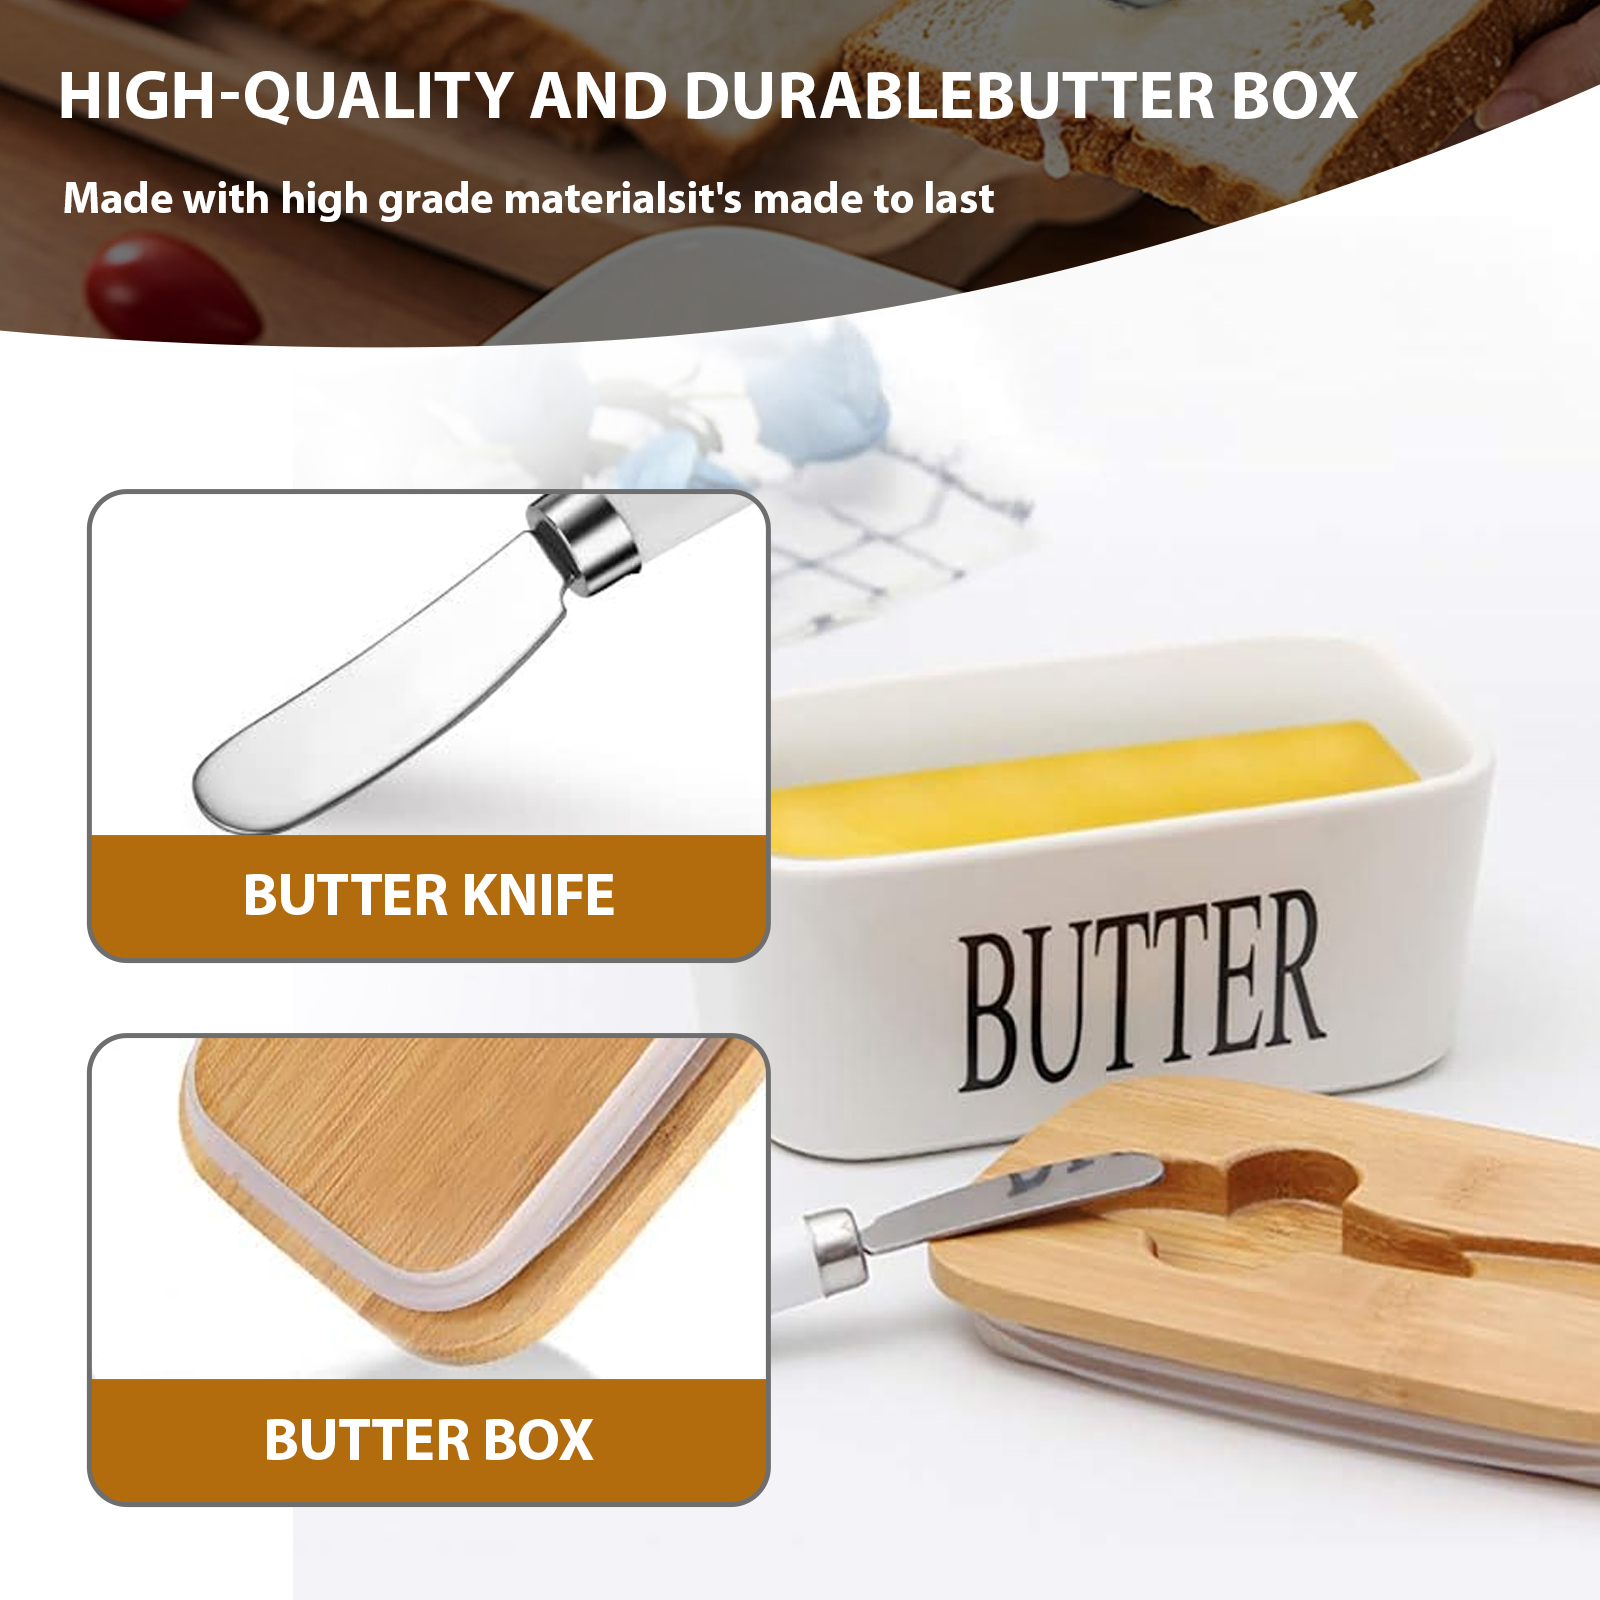 HIGH-QUALITY AND DURABLEBUTTER BOX
Made with high grade materialsit's made to last
BUTTER KNIFE
BUTTER
BUTTER BOX